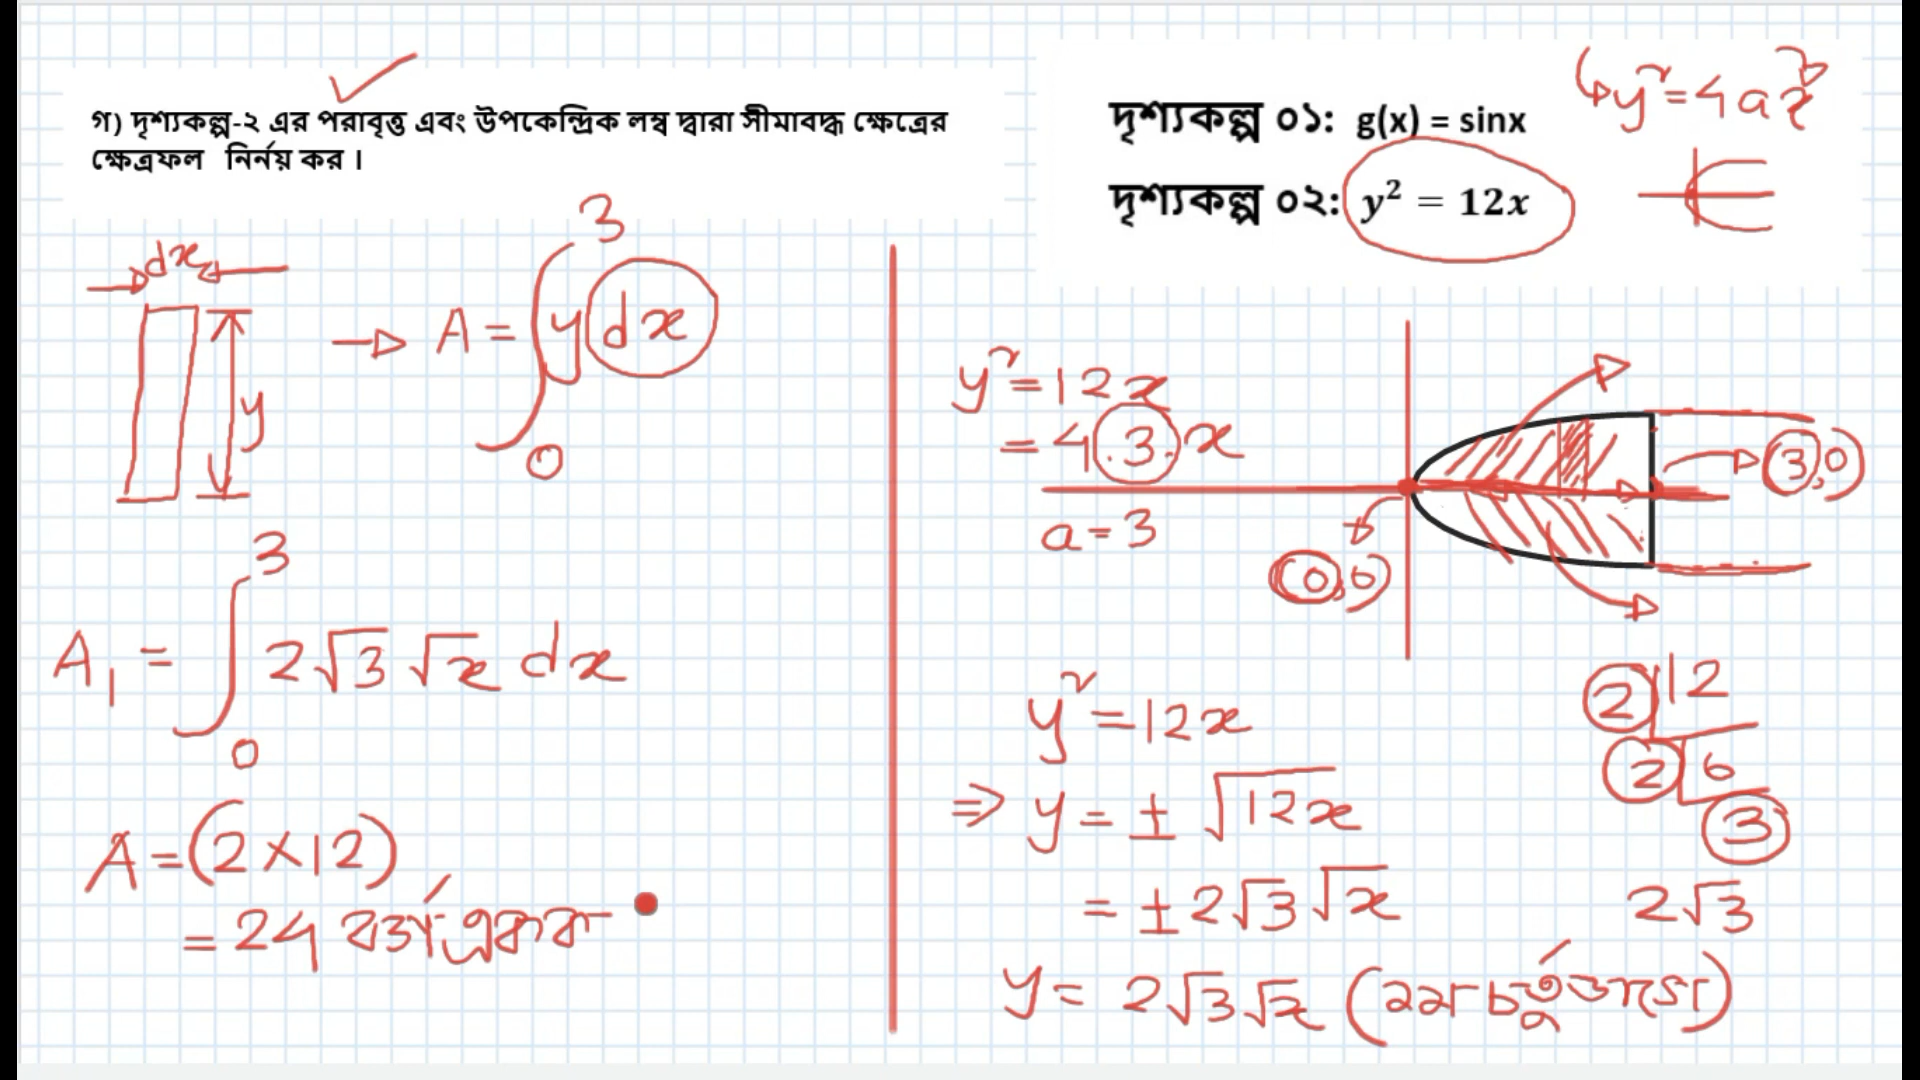 গ) দৃশ্যকল্প-২ এর পরাবৃত্ত এবং উপকেন্দ্রিক লম্ব দ্বারা সীমাবদ্ধ ক্ষেত্রের
ক্ষেত্রফল নির্নয় কর ।
dx
y
→ A = ∫₀³ y dx
A₁ = ∫₀³ 2√3 √x dx
A = (2×12)
= 24 বর্গ একক
দৃশ্যকল্প ০১: g(x) = sinx
দৃশ্যকল্প ০২: y² = 12x
y² = 4ax
y² = 12x
= 4.3.x
a = 3
(0,0)
(3,0)
y² = 12x
⇒ y = ± √12x
= ± 2√3 √x
y = 2√3 √x (১ম চতুর্ভাগে)
2 | 12
2 | 6
3
2√3